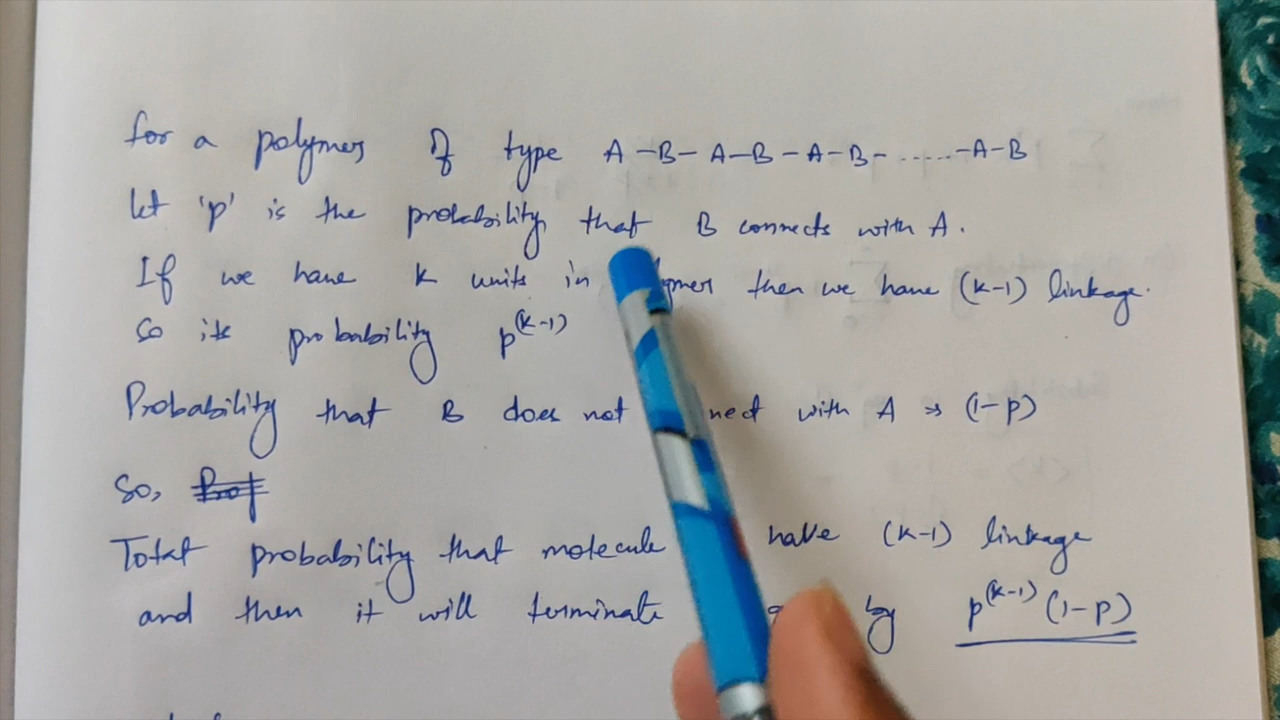 for a polymer of type A-B-A-B-A-B-......-A-B
let 'p' is the probability that B connects with A.
If we have k units in then we have (k-1) linkage.
So its probability p^(k-1)
Probability that B does not with A ⇒ (1-p)
So,
Total probability that molecule have (k-1) linkage
and then it will terminate by p^(k-1) (1-p)